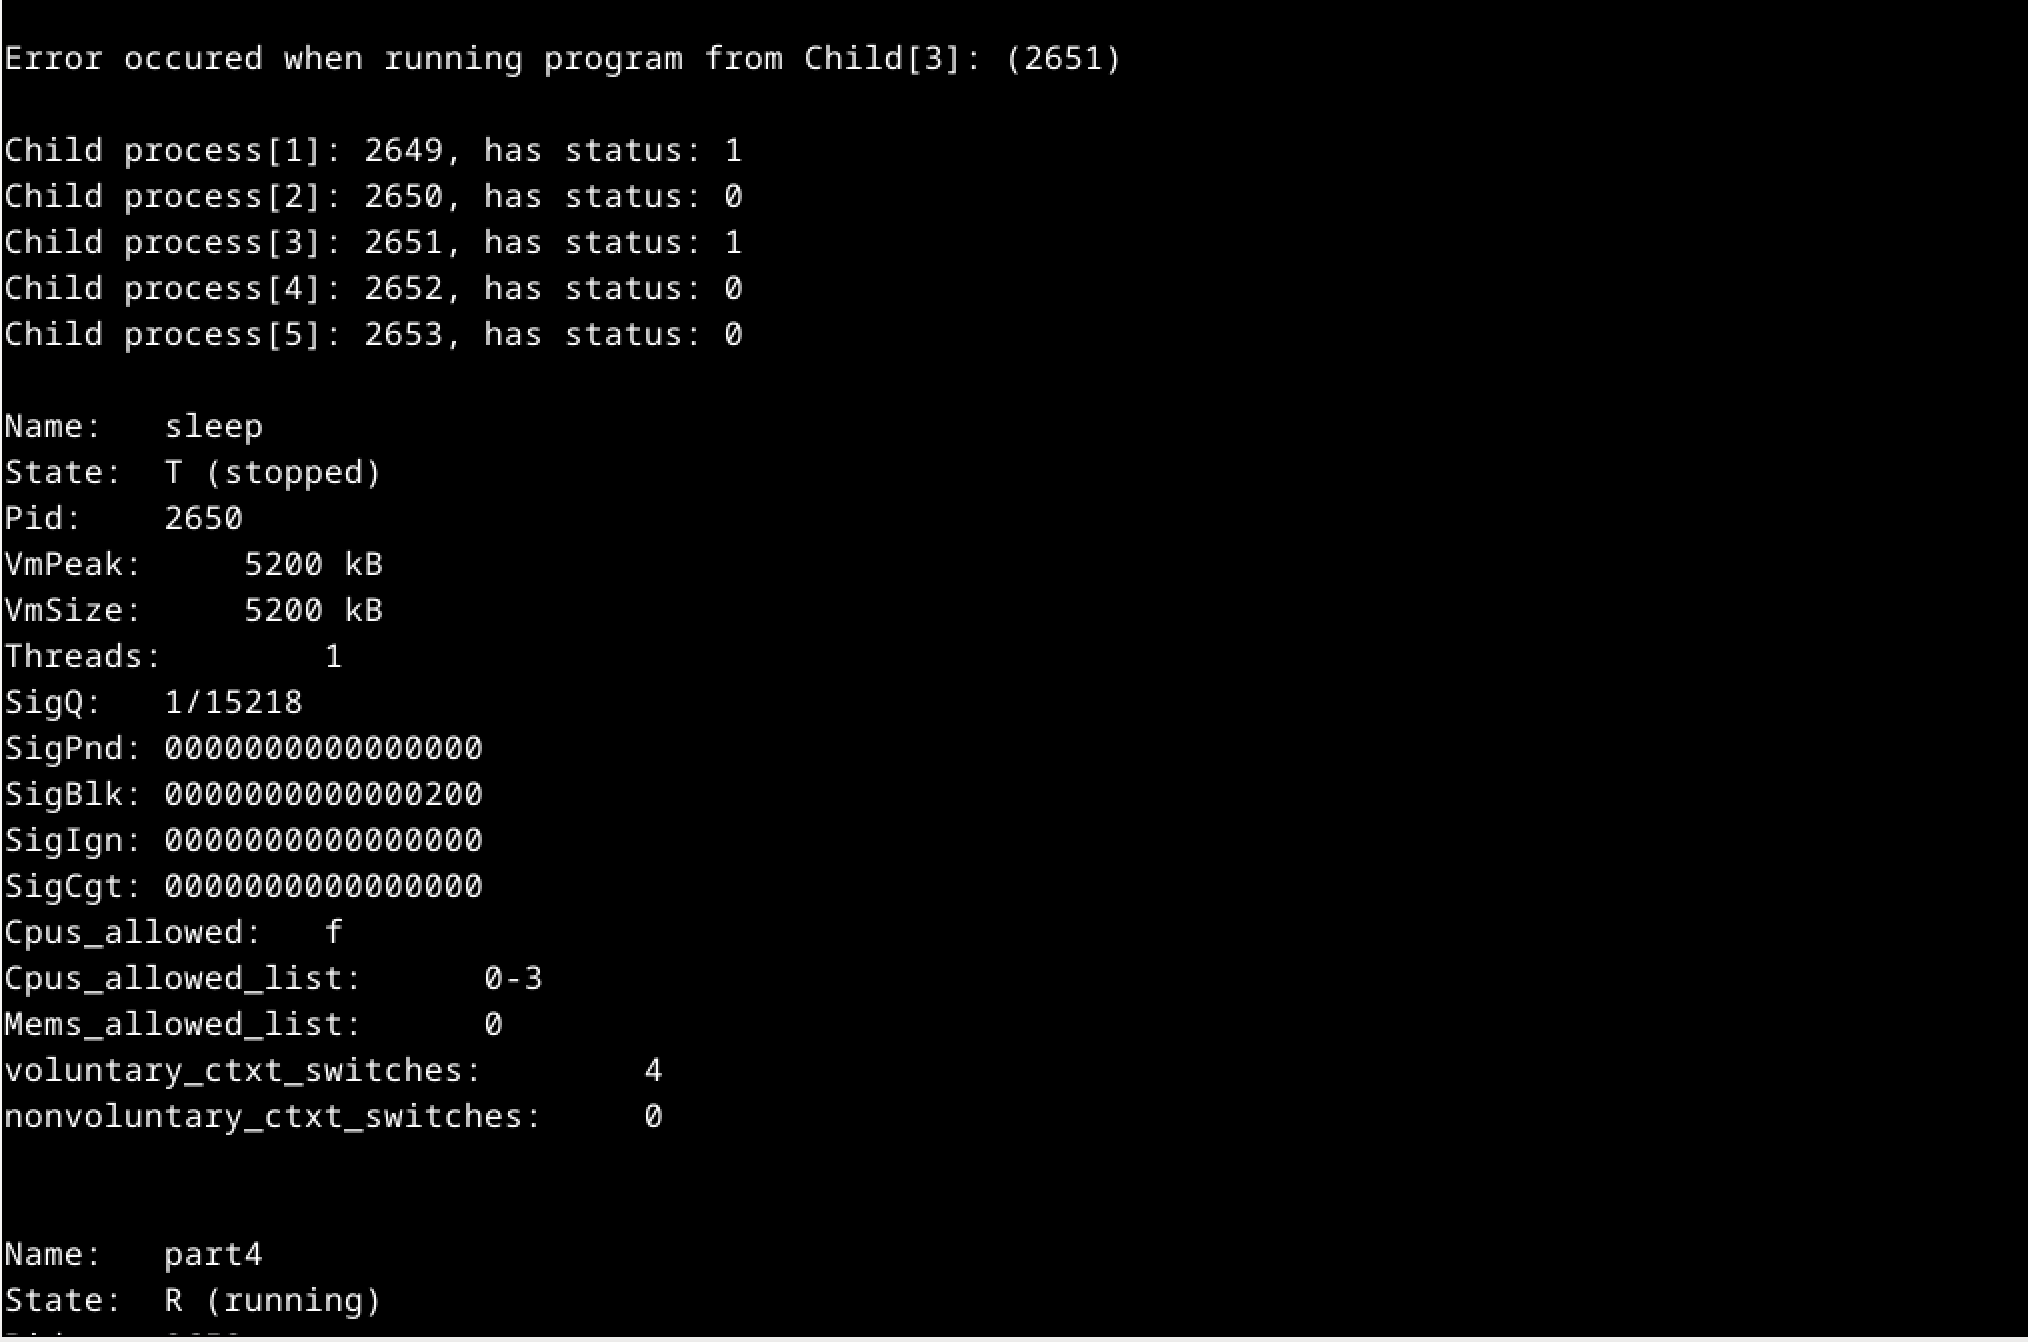 Error occured when running program from Child[3]: (2651)
Child process[1]: 2649, has status: 1
Child process[2]: 2650, has status: 0
Child process[3]: 2651, has status: 1
Child process[4]: 2652, has status: 0
Child process[5]: 2653, has status: 0
Name:   sleep
State:  T (stopped)
Pid:    2650
VmPeak:     5200 kB
VmSize:     5200 kB
Threads:        1
SigQ:   1/15218
SigPnd: 0000000000000000
SigBlk: 0000000000000200
SigIgn: 0000000000000000
SigCgt: 0000000000000000
Cpus_allowed:   f
Cpus_allowed_list:      0-3
Mems_allowed_list:      0
voluntary_ctxt_switches:        4
nonvoluntary_ctxt_switches:     0
Name:   part4
State:  R (running)